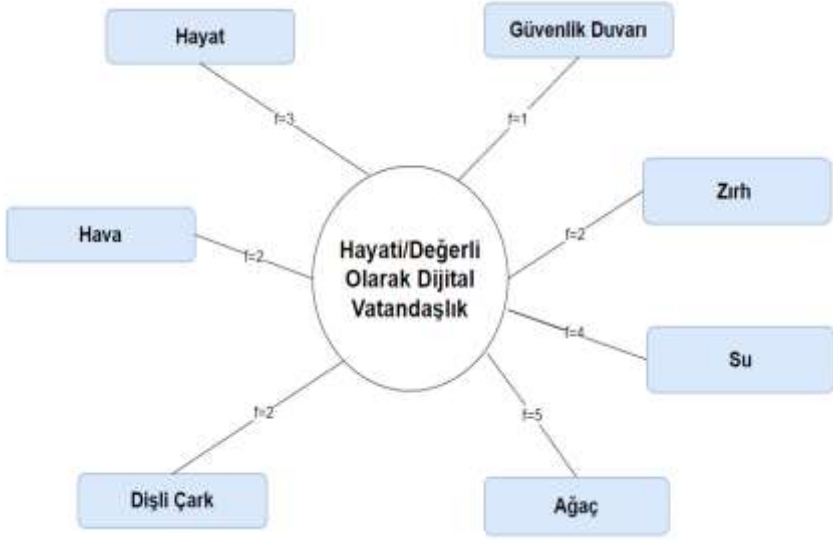 Hayat
Güvenlik Duvarı
f=3
f=1
Hava
f=2
Hayati/Değerli
Olarak Dijital
Vatandaşlık
f=2
Zırh
f=4
Su
f=2
f=5
Dişli Çark
Ağaç